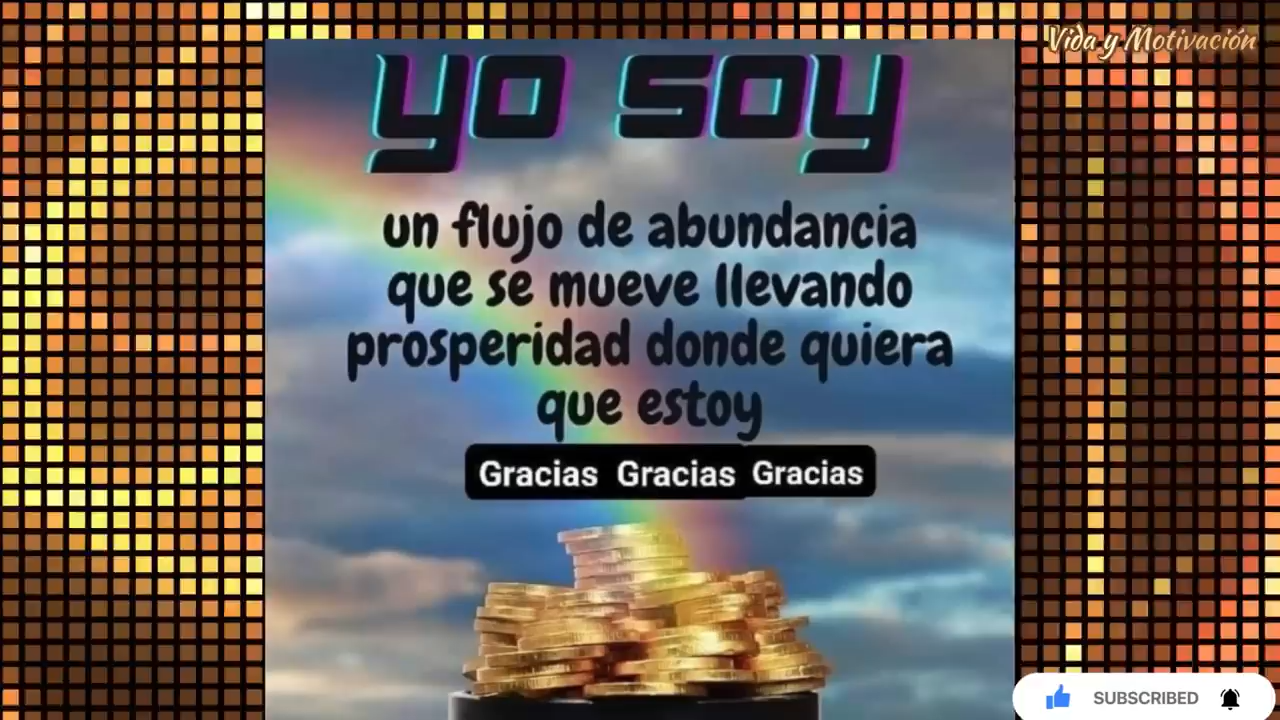 Vida y Motivación
yo soy
un flujo de abundancia
que se mueve llevando
prosperidad donde quiera
que estoy
Gracias Gracias Gracias
SUBSCRIBED